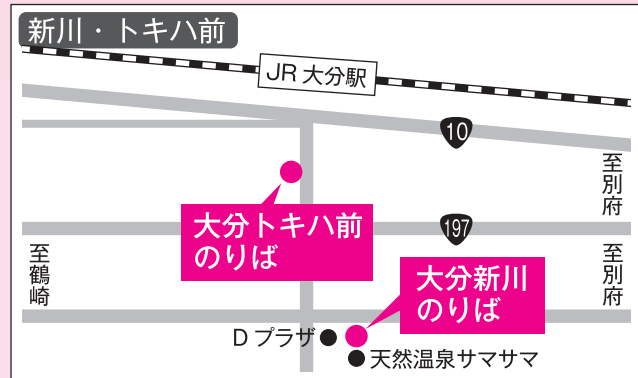 新川・トキハ前
JR 大分駅
10
至別府
大分トキハ前
のりば
197
至鶴崎
至別府
大分新川
のりば
D プラザ
天然温泉サマサマ